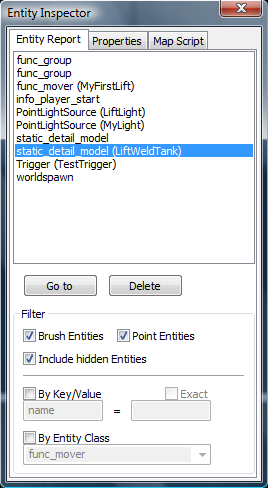 Entity Inspector
Entity Report Properties Map Script
func_group
func_group
func_mover (MyFirstLift)
info_player_start
PointLightSource (LiftLight)
PointLightSource (MyLight)
static_detail_model
static_detail_model (LiftWeldTank)
Trigger (TestTrigger)
worldspawn
Go to Delete
Filter
Brush Entities Point Entities
Include hidden Entities
By Key/Value Exact
name =
By Entity Class
func_mover